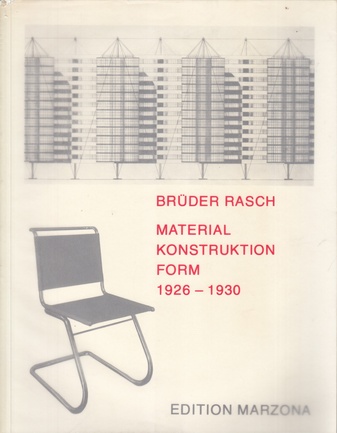 BRÜDER RASCH
MATERIAL
KONSTRUKTION
FORM
1926 – 1930
EDITION MARZONA